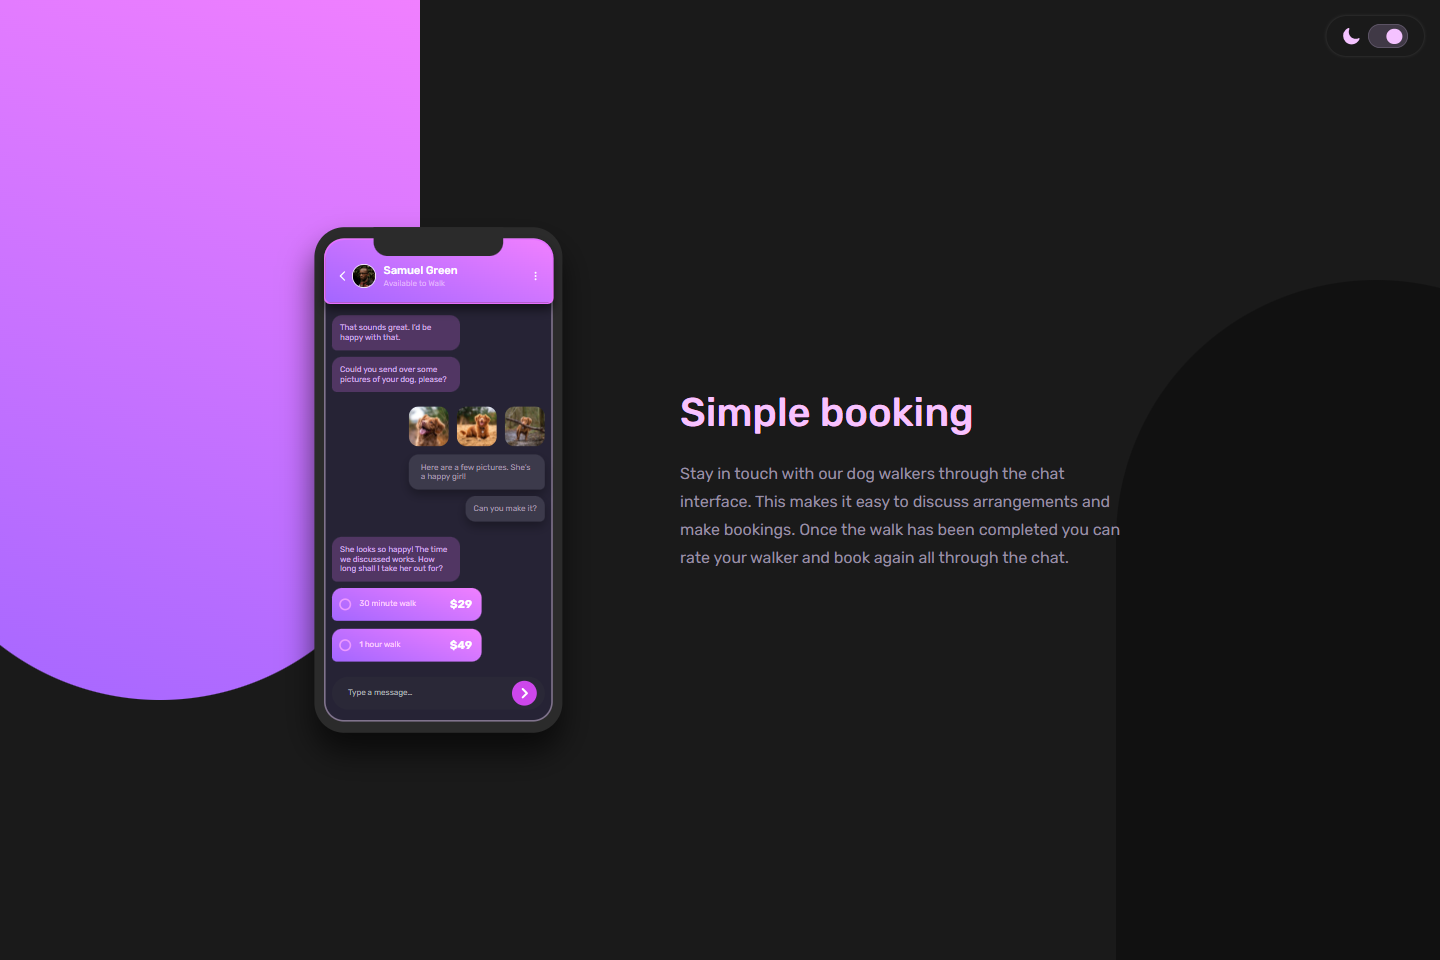 Samuel Green
Available to Walk
That sounds great. I'd be
happy with that.
Could you send over some
pictures of your dog, please?
Here are a few pictures. She's
a happy girl!
Can you make it?
She looks so happy! The time
we discussed works. How
long shall I take her out for?
30 minute walk $29
1 hour walk $49
Type a message…
Simple booking
Stay in touch with our dog walkers through the chat
interface. This makes it easy to discuss arrangements and
make bookings. Once the walk has been completed you can
rate your walker and book again all through the chat.